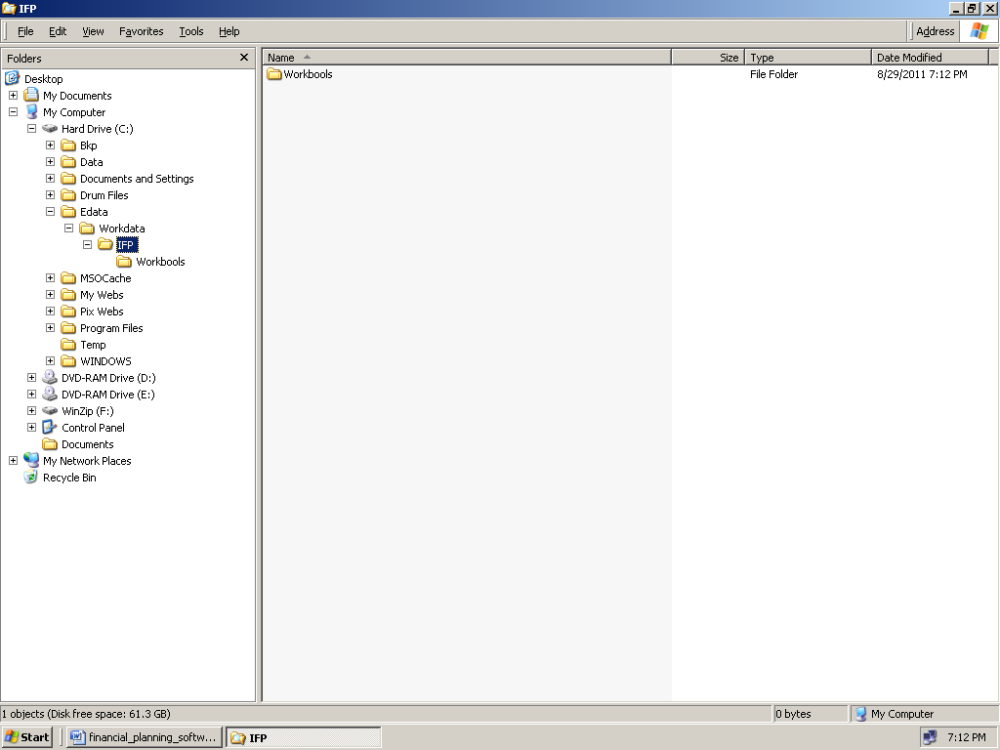 IFP
File Edit View Favorites Tools Help Address
Folders
Desktop
My Documents
My Computer
Hard Drive (C:)
Bkp
Data
Documents and Settings
Drum Files
Edata
Workdata
IFP
Workbools
MSOCache
My Webs
Pix Webs
Program Files
Temp
WINDOWS
DVD-RAM Drive (D:)
DVD-RAM Drive (E:)
WinZip (F:)
Control Panel
Documents
My Network Places
Recycle Bin
Name Size Type Date Modified
Workbools File Folder 8/29/2011 7:12 PM
1 objects (Disk free space: 61.3 GB) 0 bytes My Computer
Start financial_planning_softw... IFP 7:12 PM